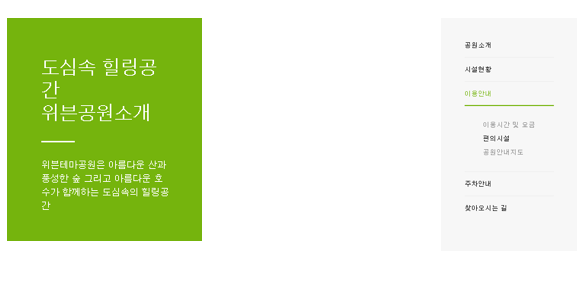 도심속 힐링공
간
위븐공원소개
위븐테마공원은 아름다운 산과
풍성한 숲 그리고 아름다운 호
수가 함께하는 도심속의 힐링공
간
공원소개
시설현황
이용안내
이용시간 및 요금
편의시설
공원안내지도
주차안내
찾아오시는 길